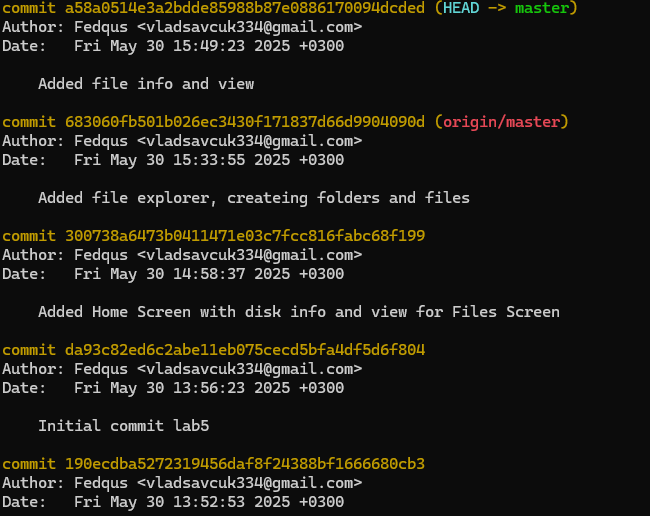 commit a58a0514e3a2bdde85988b87e0886170094dcded (HEAD -> master)
Author: Fedqus <vladsavcuk334@gmail.com>
Date:   Fri May 30 15:49:23 2025 +0300
    Added file info and view
commit 683060fb501b026ec3430f171837d66d9904090d (origin/master)
Author: Fedqus <vladsavcuk334@gmail.com>
Date:   Fri May 30 15:33:55 2025 +0300
    Added file explorer, createing folders and files
commit 300738a6473b0411471e03c7fcc816fabc68f199
Author: Fedqus <vladsavcuk334@gmail.com>
Date:   Fri May 30 14:58:37 2025 +0300
    Added Home Screen with disk info and view for Files Screen
commit da93c82ed6c2abe11eb075cecd5bfa4df5d6f804
Author: Fedqus <vladsavcuk334@gmail.com>
Date:   Fri May 30 13:56:23 2025 +0300
    Initial commit lab5
commit 190ecdba5272319456daf8f24388bf1666680cb3
Author: Fedqus <vladsavcuk334@gmail.com>
Date:   Fri May 30 13:52:53 2025 +0300